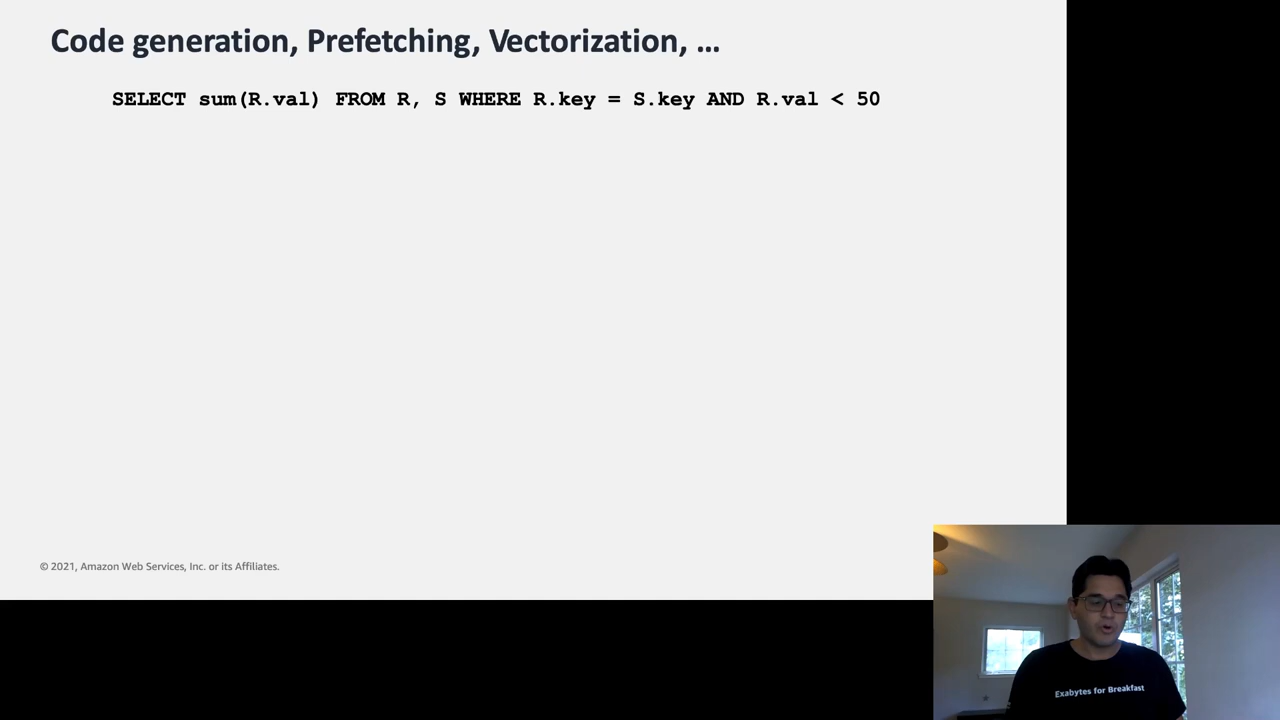 Code generation, Prefetching, Vectorization, …
SELECT sum(R.val) FROM R, S WHERE R.key = S.key AND R.val < 50
© 2021, Amazon Web Services, Inc. or its Affiliates.
Exabytes for Breakfast